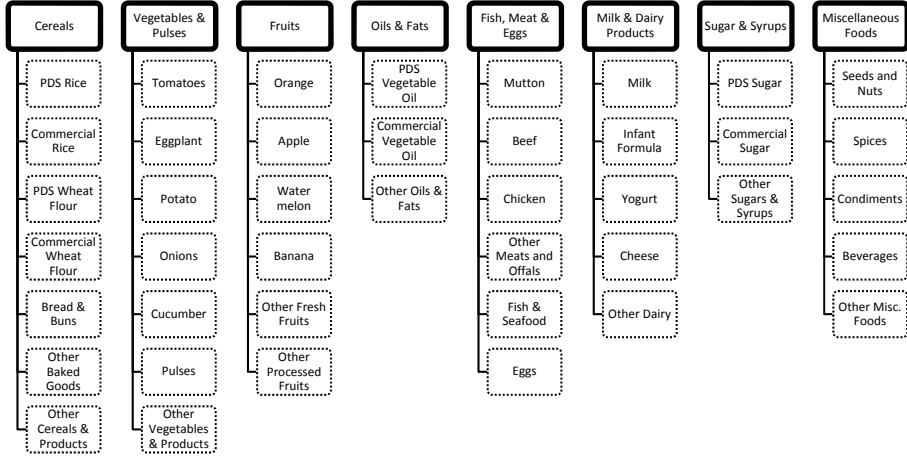 Cereals
PDS Rice
Commercial
Rice
PDS Wheat
Flour
Commercial
Wheat
Flour
Bread &
Buns
Other
Baked
Goods
Other
Cereals &
Products
Vegetables &
Pulses
Tomatoes
Eggplant
Potato
Onions
Cucumber
Pulses
Other
Vegetables
& Products
Fruits
Orange
Apple
Water
melon
Banana
Other Fresh
Fruits
Other
Processed
Fruits
Oils & Fats
PDS
Vegetable
Oil
Commercial
Vegetable
Oil
Other Oils &
Fats
Fish, Meat &
Eggs
Mutton
Beef
Chicken
Other
Meats and
Offals
Fish &
Seafood
Eggs
Milk & Dairy
Products
Milk
Infant
Formula
Yogurt
Cheese
Other Dairy
Sugar & Syrups
PDS Sugar
Commercial
Sugar
Other
Sugars &
Syrups
Miscellaneous
Foods
Seeds and
Nuts
Spices
Condiments
Beverages
Other Misc.
Foods